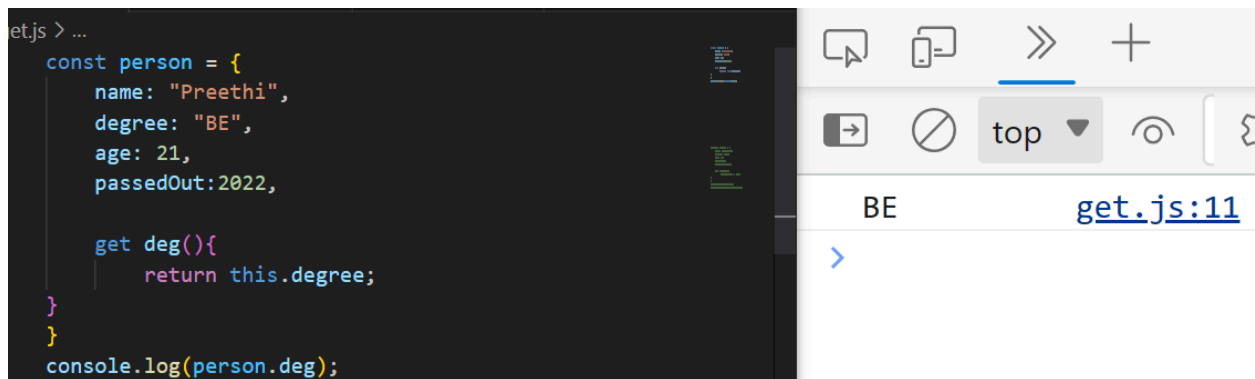 et.js > ...
const person = {
name: "Preethi",
degree: "BE",
age: 21,
passedOut:2022,
get deg(){
return this.degree;
}
}
console.log(person.deg);
top
BE get.js:11
>